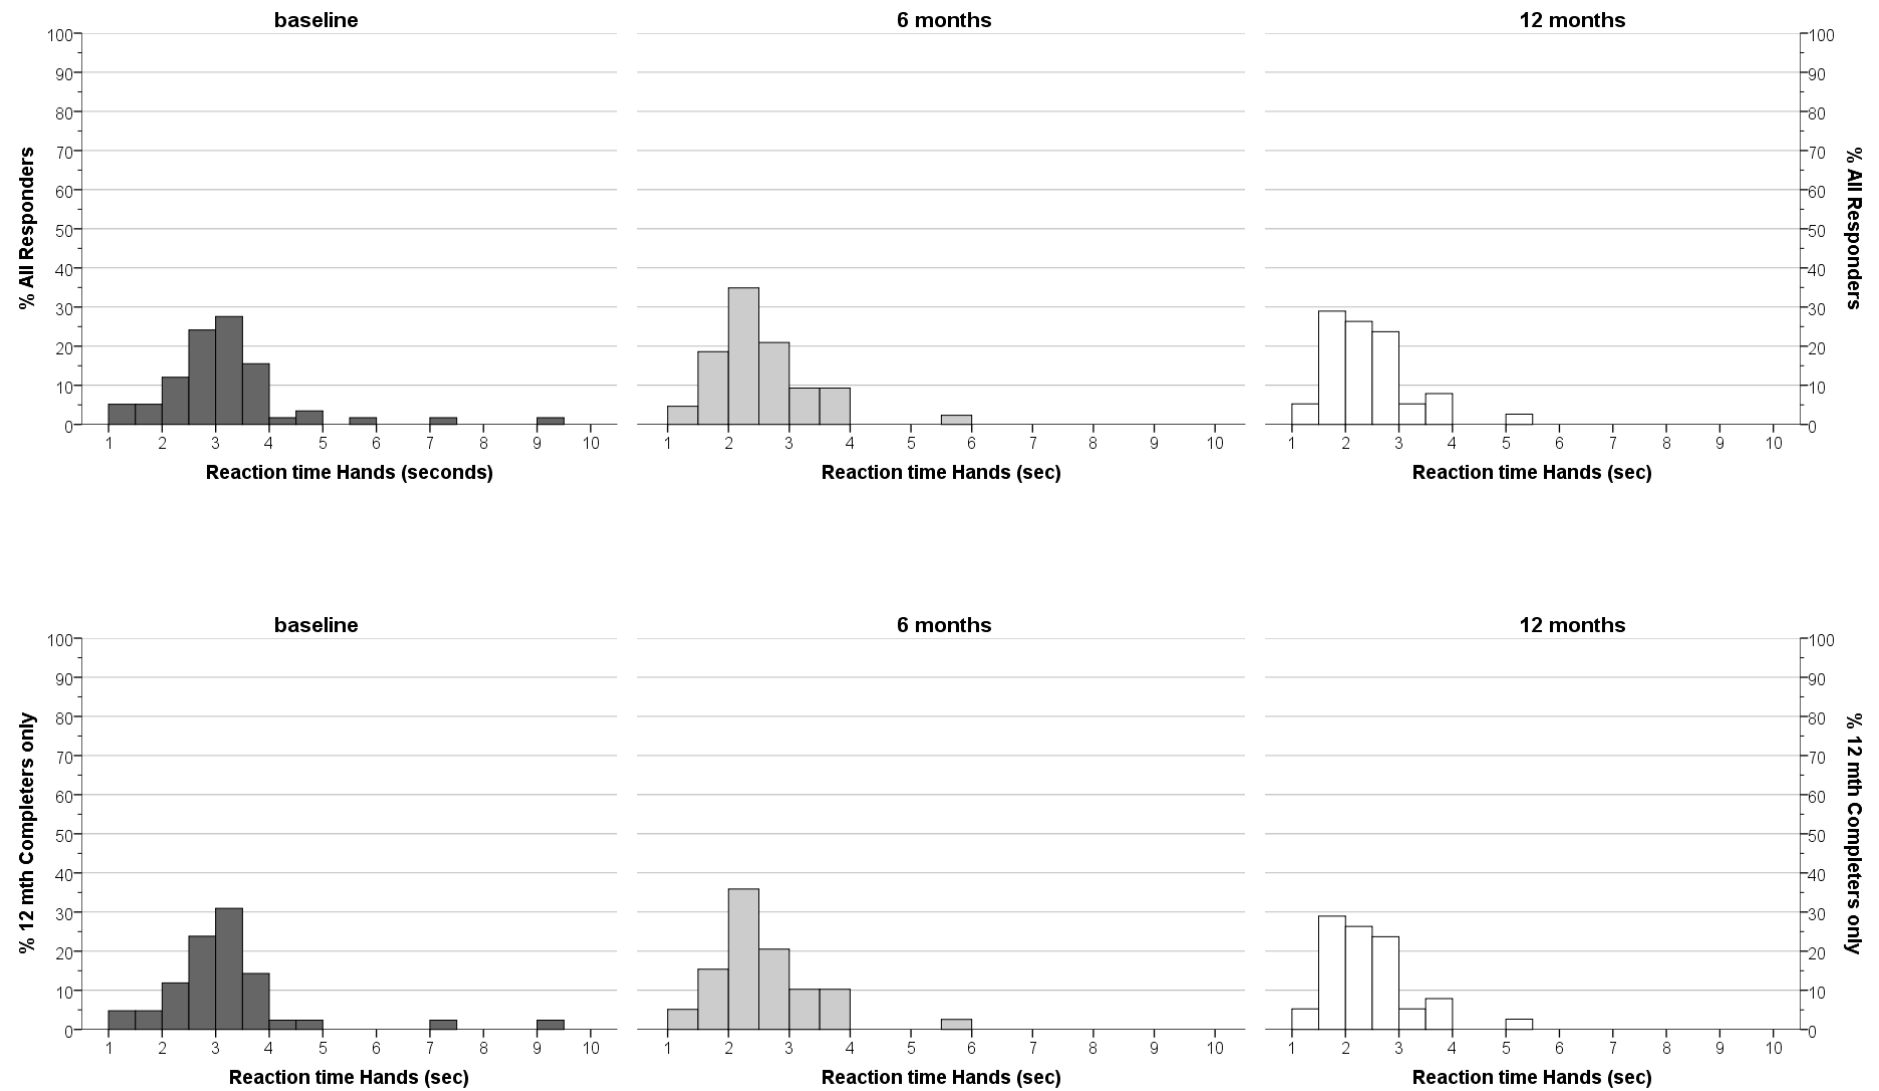 baseline
6 months
12 months
100
90
80
70
60
50
40
30
20
10
0
% All Responders
1 2 3 4 5 6 7 8 9 10
Reaction time Hands (seconds)
1 2 3 4 5 6 7 8 9 10
Reaction time Hands (sec)
1 2 3 4 5 6 7 8 9 10
Reaction time Hands (sec)
100
90
80
70
60
50
40
30
20
10
0
% All Responders
baseline
6 months
12 months
100
90
80
70
60
50
40
30
20
10
0
% 12 mth Completers only
1 2 3 4 5 6 7 8 9 10
Reaction time Hands (sec)
1 2 3 4 5 6 7 8 9 10
Reaction time Hands (sec)
1 2 3 4 5 6 7 8 9 10
Reaction time Hands (sec)
100
90
80
70
60
50
40
30
20
10
0
% 12 mth Completers only